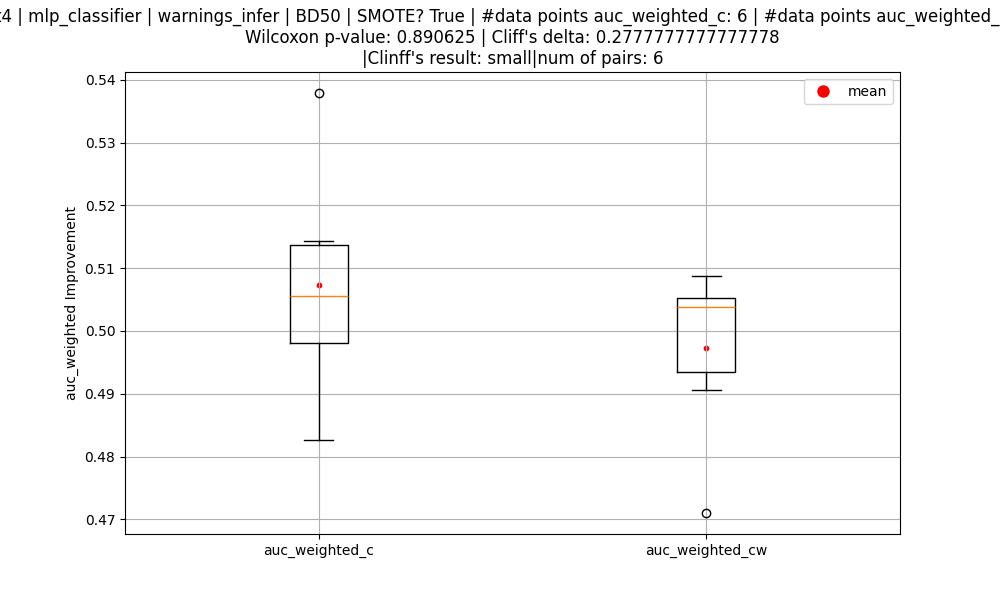 | mlp_classifier | warnings_infer | BD50 | SMOTE? True | #data points auc_weighted_c: 6 | #data points auc_weighted_
Wilcoxon p-value: 0.890625 | Cliff's delta: 0.2777777777777778
|Clinff's result: small|num of pairs: 6
mean
0.54
0.53
0.52
0.51
0.50
0.49
0.48
0.47
auc_weighted Improvement
auc_weighted_c
auc_weighted_cw